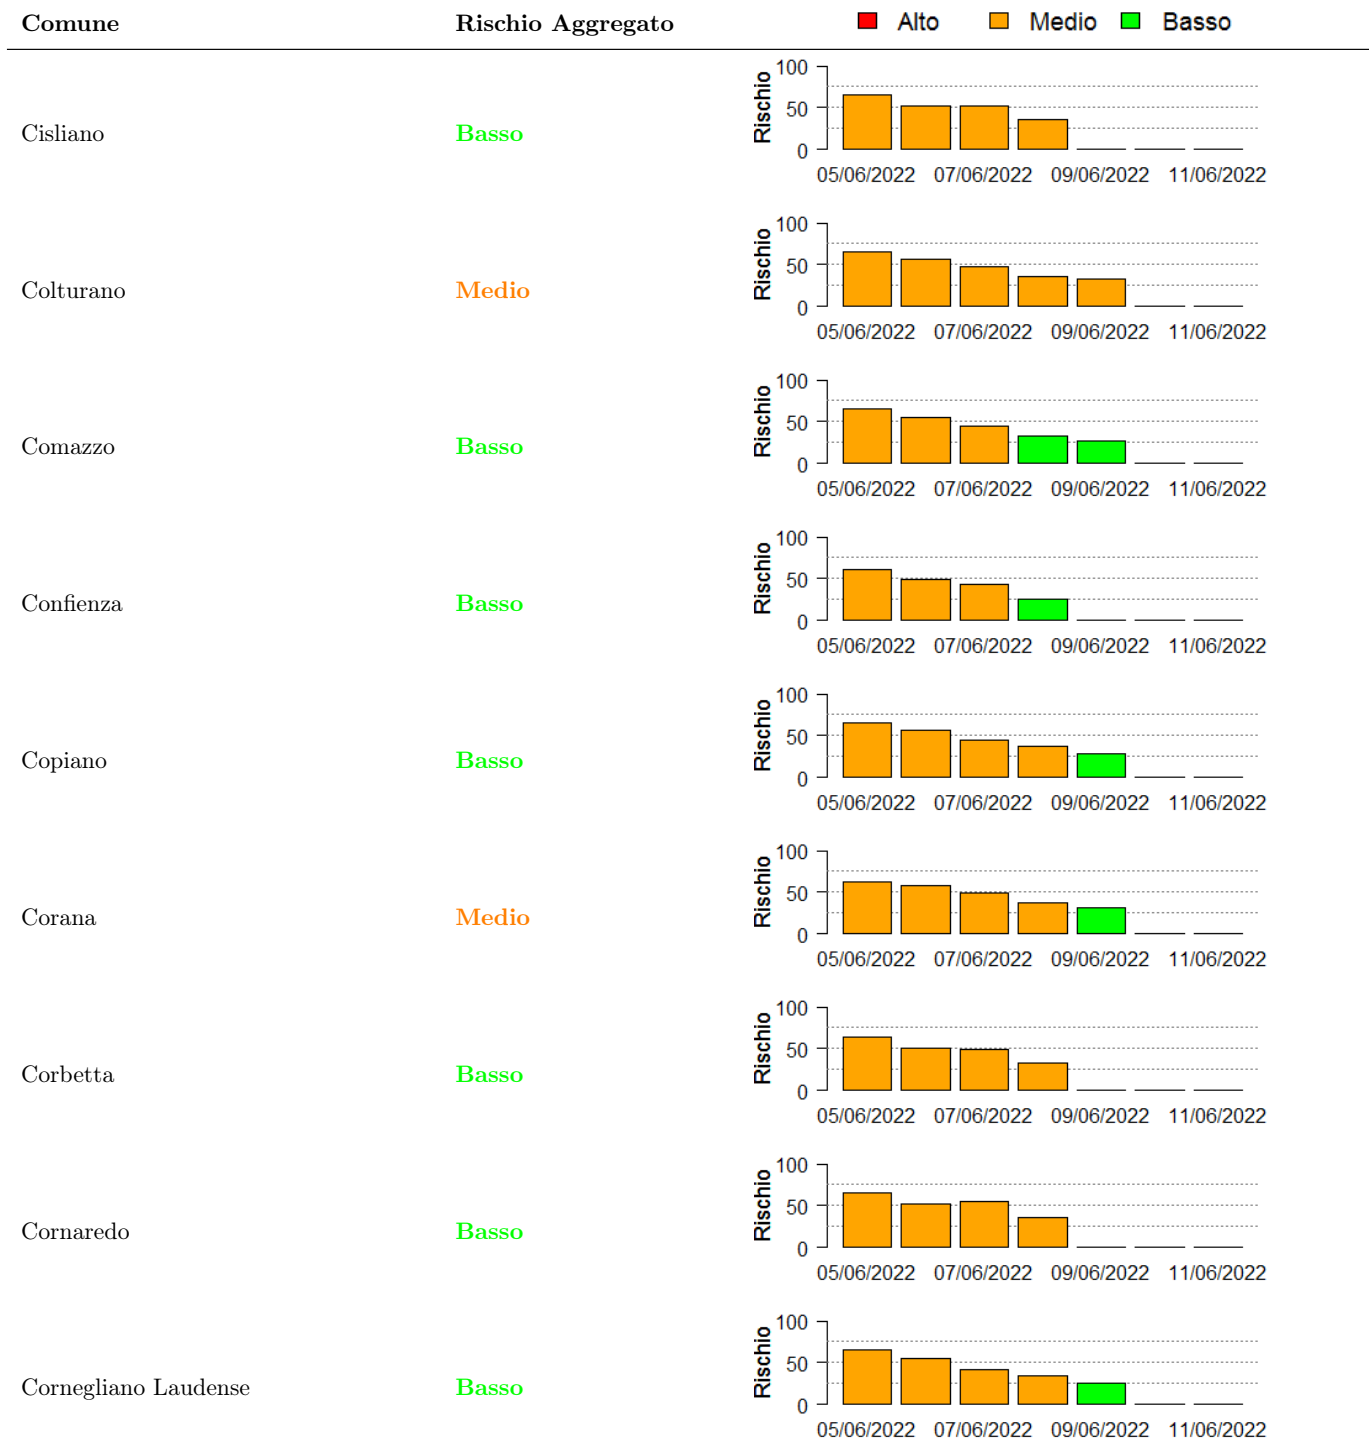 Comune Rischio Aggregato Alto Medio Basso
Cisliano Basso
Rischio
100
50
0
05/06/2022 07/06/2022 09/06/2022 11/06/2022
Colturano Medio
Rischio
100
50
0
05/06/2022 07/06/2022 09/06/2022 11/06/2022
Comazzo Basso
Rischio
100
50
0
05/06/2022 07/06/2022 09/06/2022 11/06/2022
Confienza Basso
Rischio
100
50
0
05/06/2022 07/06/2022 09/06/2022 11/06/2022
Copiano Basso
Rischio
100
50
0
05/06/2022 07/06/2022 09/06/2022 11/06/2022
Corana Medio
Rischio
100
50
0
05/06/2022 07/06/2022 09/06/2022 11/06/2022
Corbetta Basso
Rischio
100
50
0
05/06/2022 07/06/2022 09/06/2022 11/06/2022
Cornaredo Basso
Rischio
100
50
0
05/06/2022 07/06/2022 09/06/2022 11/06/2022
Cornegliano Laudense Basso
Rischio
100
50
0
05/06/2022 07/06/2022 09/06/2022 11/06/2022